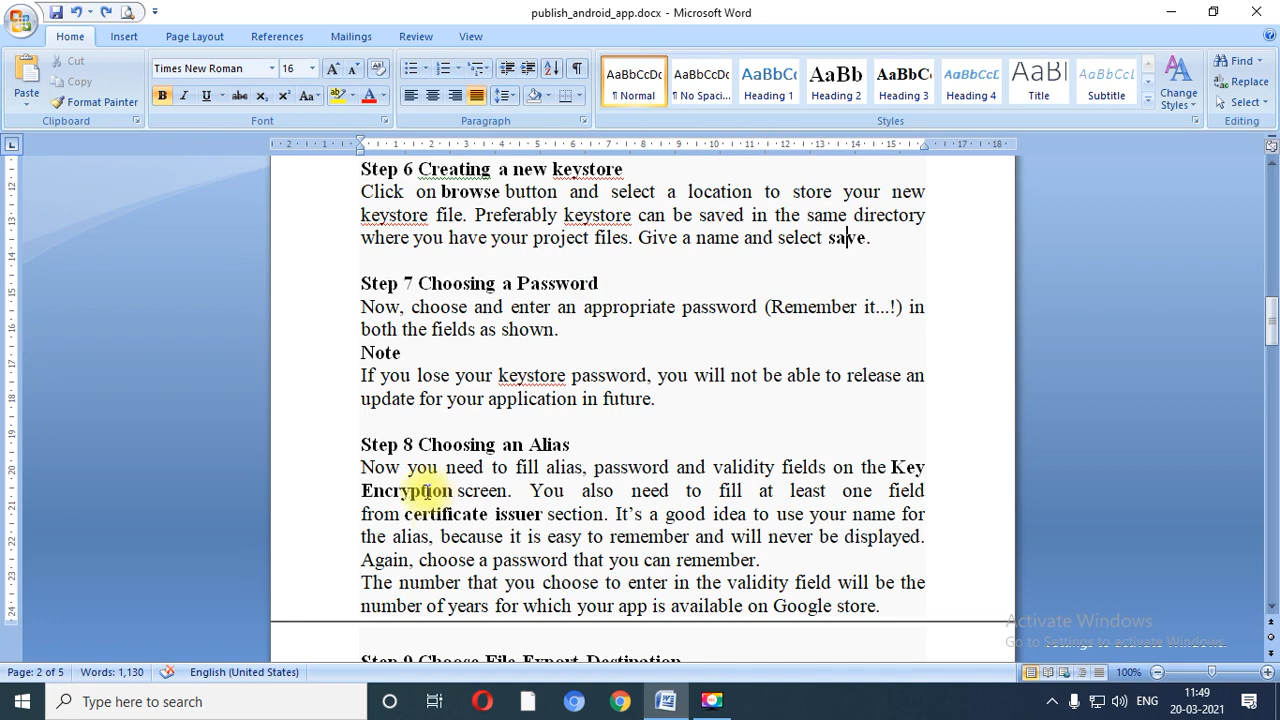 publish_android_app.docx - Microsoft Word
Home Insert Page Layout References Mailings Review View
Paste
Cut
Copy
Format Painter
Clipboard
Times New Roman 16
Font
Paragraph
AaBbCcDc AaBbCcDc AaBbCc AaBb AaBbCc AaBbCcL AaB AaBbCcL
¶ Normal ¶ No Spaci... Heading 1 Heading 2 Heading 3 Heading 4 Title Subtitle
Change Styles
Styles
Find
Replace
Select
Editing
Step 6 Creating a new keystore
Click on browse button and select a location to store your new
keystore file. Preferably keystore can be saved in the same directory
where you have your project files. Give a name and select save.
Step 7 Choosing a Password
Now, choose and enter an appropriate password (Remember it...!) in
both the fields as shown.
Note
If you lose your keystore password, you will not be able to release an
update for your application in future.
Step 8 Choosing an Alias
Now you need to fill alias, password and validity fields on the Key
Encryption screen. You also need to fill at least one field
from certificate issuer section. It’s a good idea to use your name for
the alias, because it is easy to remember and will never be displayed.
Again, choose a password that you can remember.
The number that you choose to enter in the validity field will be the
number of years for which your app is available on Google store.
Step 9 Choose File Export Destination
Activate Windows
Go to Settings to activate Windows.
Page: 2 of 5 Words: 1,130 English (United States) 100%
Type here to search
ENG
11:49
20-03-2021